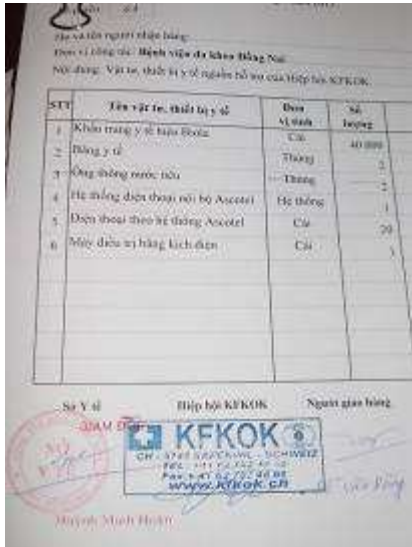 Họ và tên người nhận hàng:
Đơn vị công tác: Bệnh viện đa khoa Đồng Nai
Nội dung: Vật tư, thiết bị y tế nguồn hỗ trợ của Hiệp hội KFKOK
STT Tên vật tư, thiết bị y tế Đơn vị tính Số lượng
1 Khẩu trang y tế hiệu Cái 40.000
2 Băng y tế Thùng 2
3 Ống thông nước tiểu Thùng 2
4 Hệ thống điện thoại nội bộ Ascotel Hệ thống 1
5 Điện thoại theo hệ thống Ascotel Cái 20
6 Máy điều trị bằng kích điện Cái
Sở Y tế Hiệp hội KFKOK Người giao hàng
GIÁM ĐỐC
KFKOK
CH - SCHWEIZ
www.kfkok.ch
Huỳnh Minh Hoàn